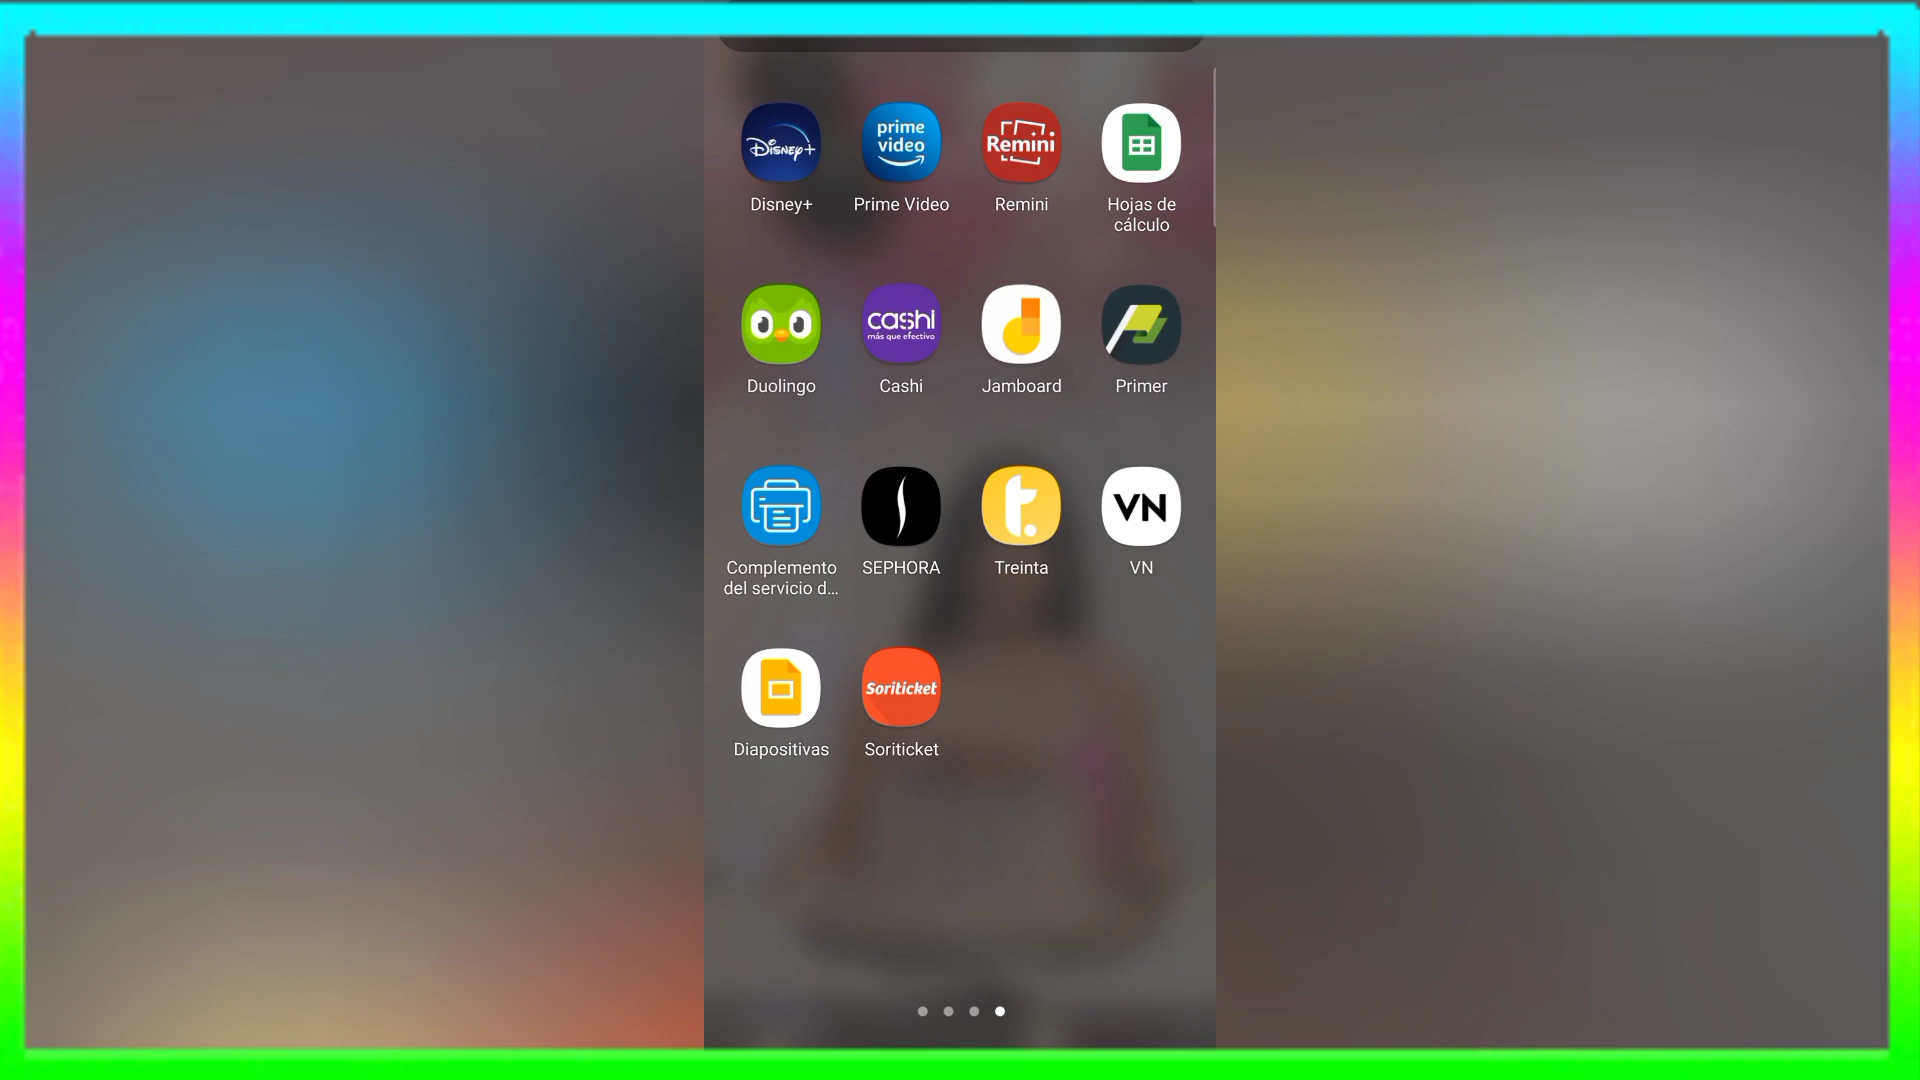 Disney+
prime
video
Remini
Disney+
Prime Video
Remini
Hojas de
cálculo
cashi
más que efectivo
Duolingo
Cashi
Jamboard
Primer
t.
VN
Complemento
del servicio d...
SEPHORA
Treinta
VN
Soriticket
Diapositivas
Soriticket